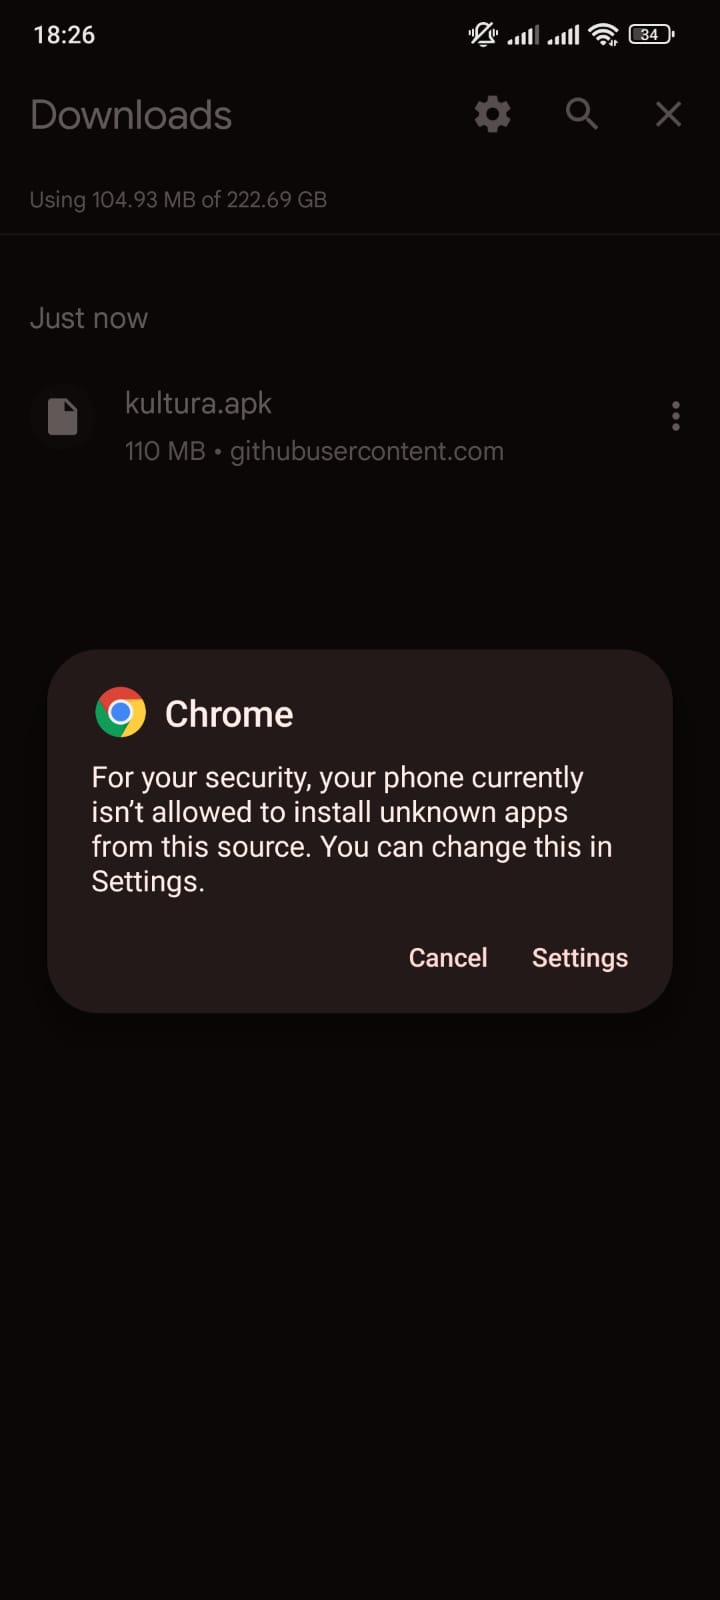 18:26
34
Downloads
Using 104.93 MB of 222.69 GB
Just now
kultura.apk
110 MB • githubusercontent.com
Chrome
For your security, your phone currently
isn't allowed to install unknown apps
from this source. You can change this in
Settings.
Cancel
Settings